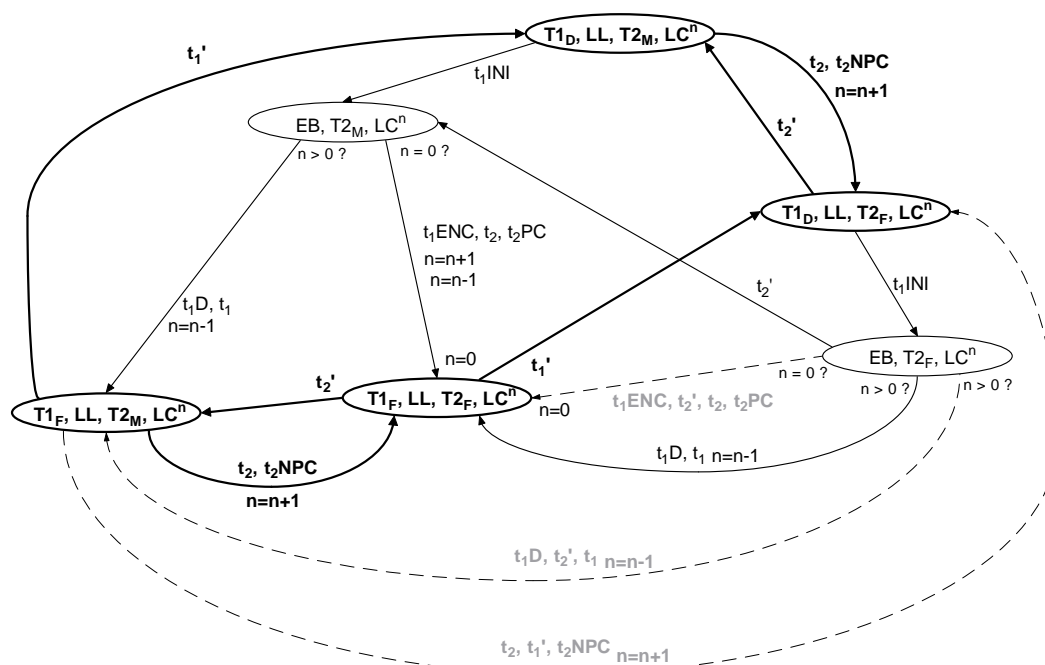 T1D, LL, T2M, LCn
t1'
t1INI
t2, t2NPC
n=n+1
EB, T2M, LCn
n > 0 ?
n = 0 ?
t2'
T1D, LL, T2F, LCn
t1ENC, t2, t2PC
n=n+1
n=n-1
t2'
t1INI
t1D, t1
n=n-1
n=0
t1'
EB, T2F, LCn
n = 0 ?
n > 0 ?
n > 0 ?
t2'
T1F, LL, T2M, LCn
T1F, LL, T2F, LCn
n=0
t1ENC, t2', t2, t2PC
t2, t2NPC
n=n+1
t1D, t1 n=n-1
t1D, t2', t1 n=n-1
t2, t1', t2NPC n=n+1